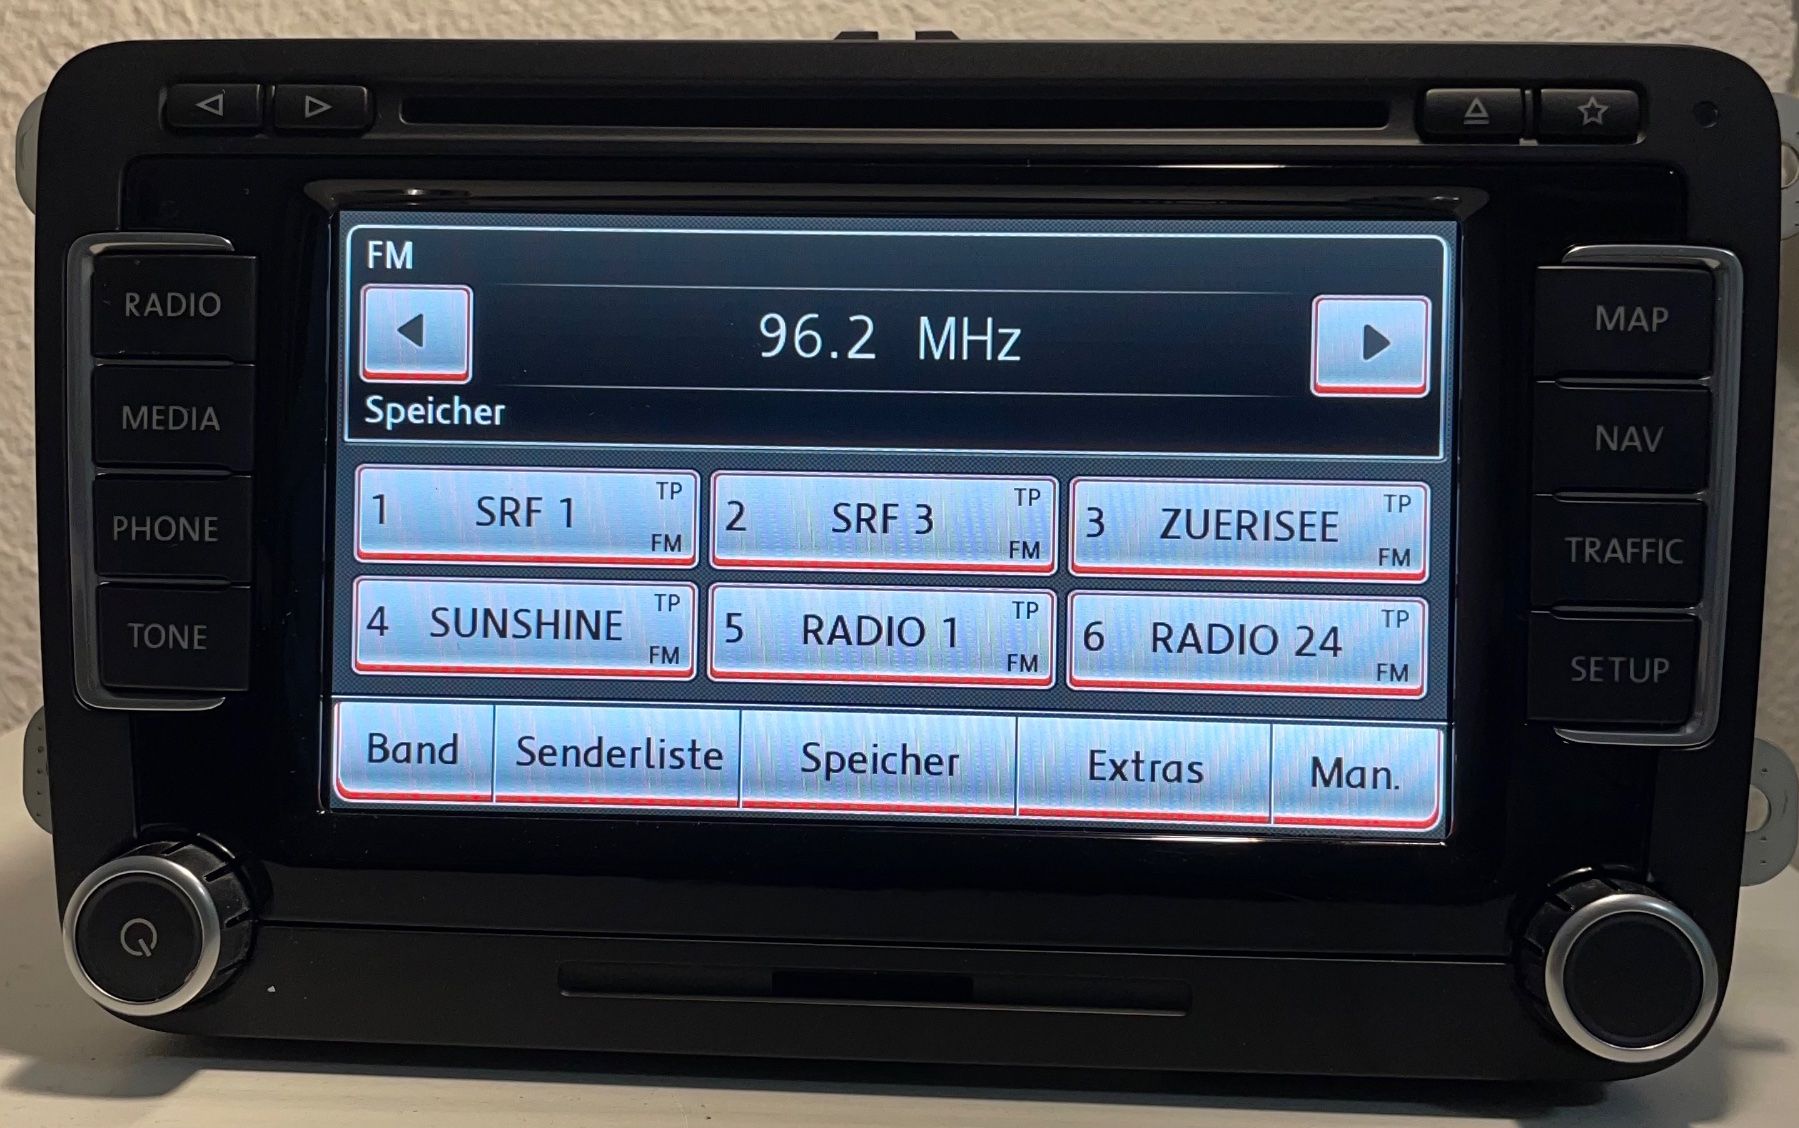 FM
96.2 MHz
Speicher
1 SRF 1 TP FM
2 SRF 3 TP FM
3 ZUERISEE TP FM
4 SUNSHINE TP FM
5 RADIO 1 TP FM
6 RADIO 24 TP FM
Band Senderliste Speicher Extras Man.
RADIO
MEDIA
PHONE
TONE
MAP
NAV
TRAFFIC
SETUP